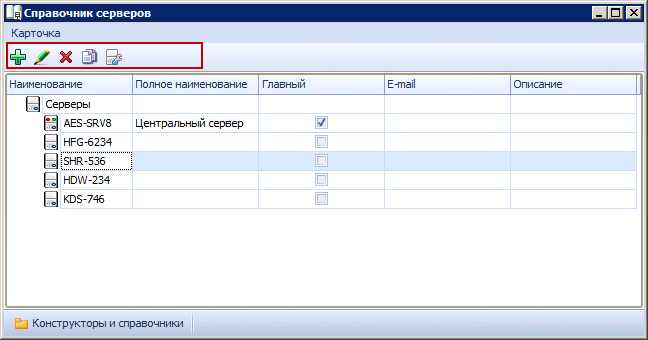 Справочник серверов
Карточка
Наименование Полное наименование Главный E-mail Описание
Серверы
AES-SRV8 Центральный сервер
HFG-6234
SHR-536
HDW-234
KDS-746
Конструкторы и справочники